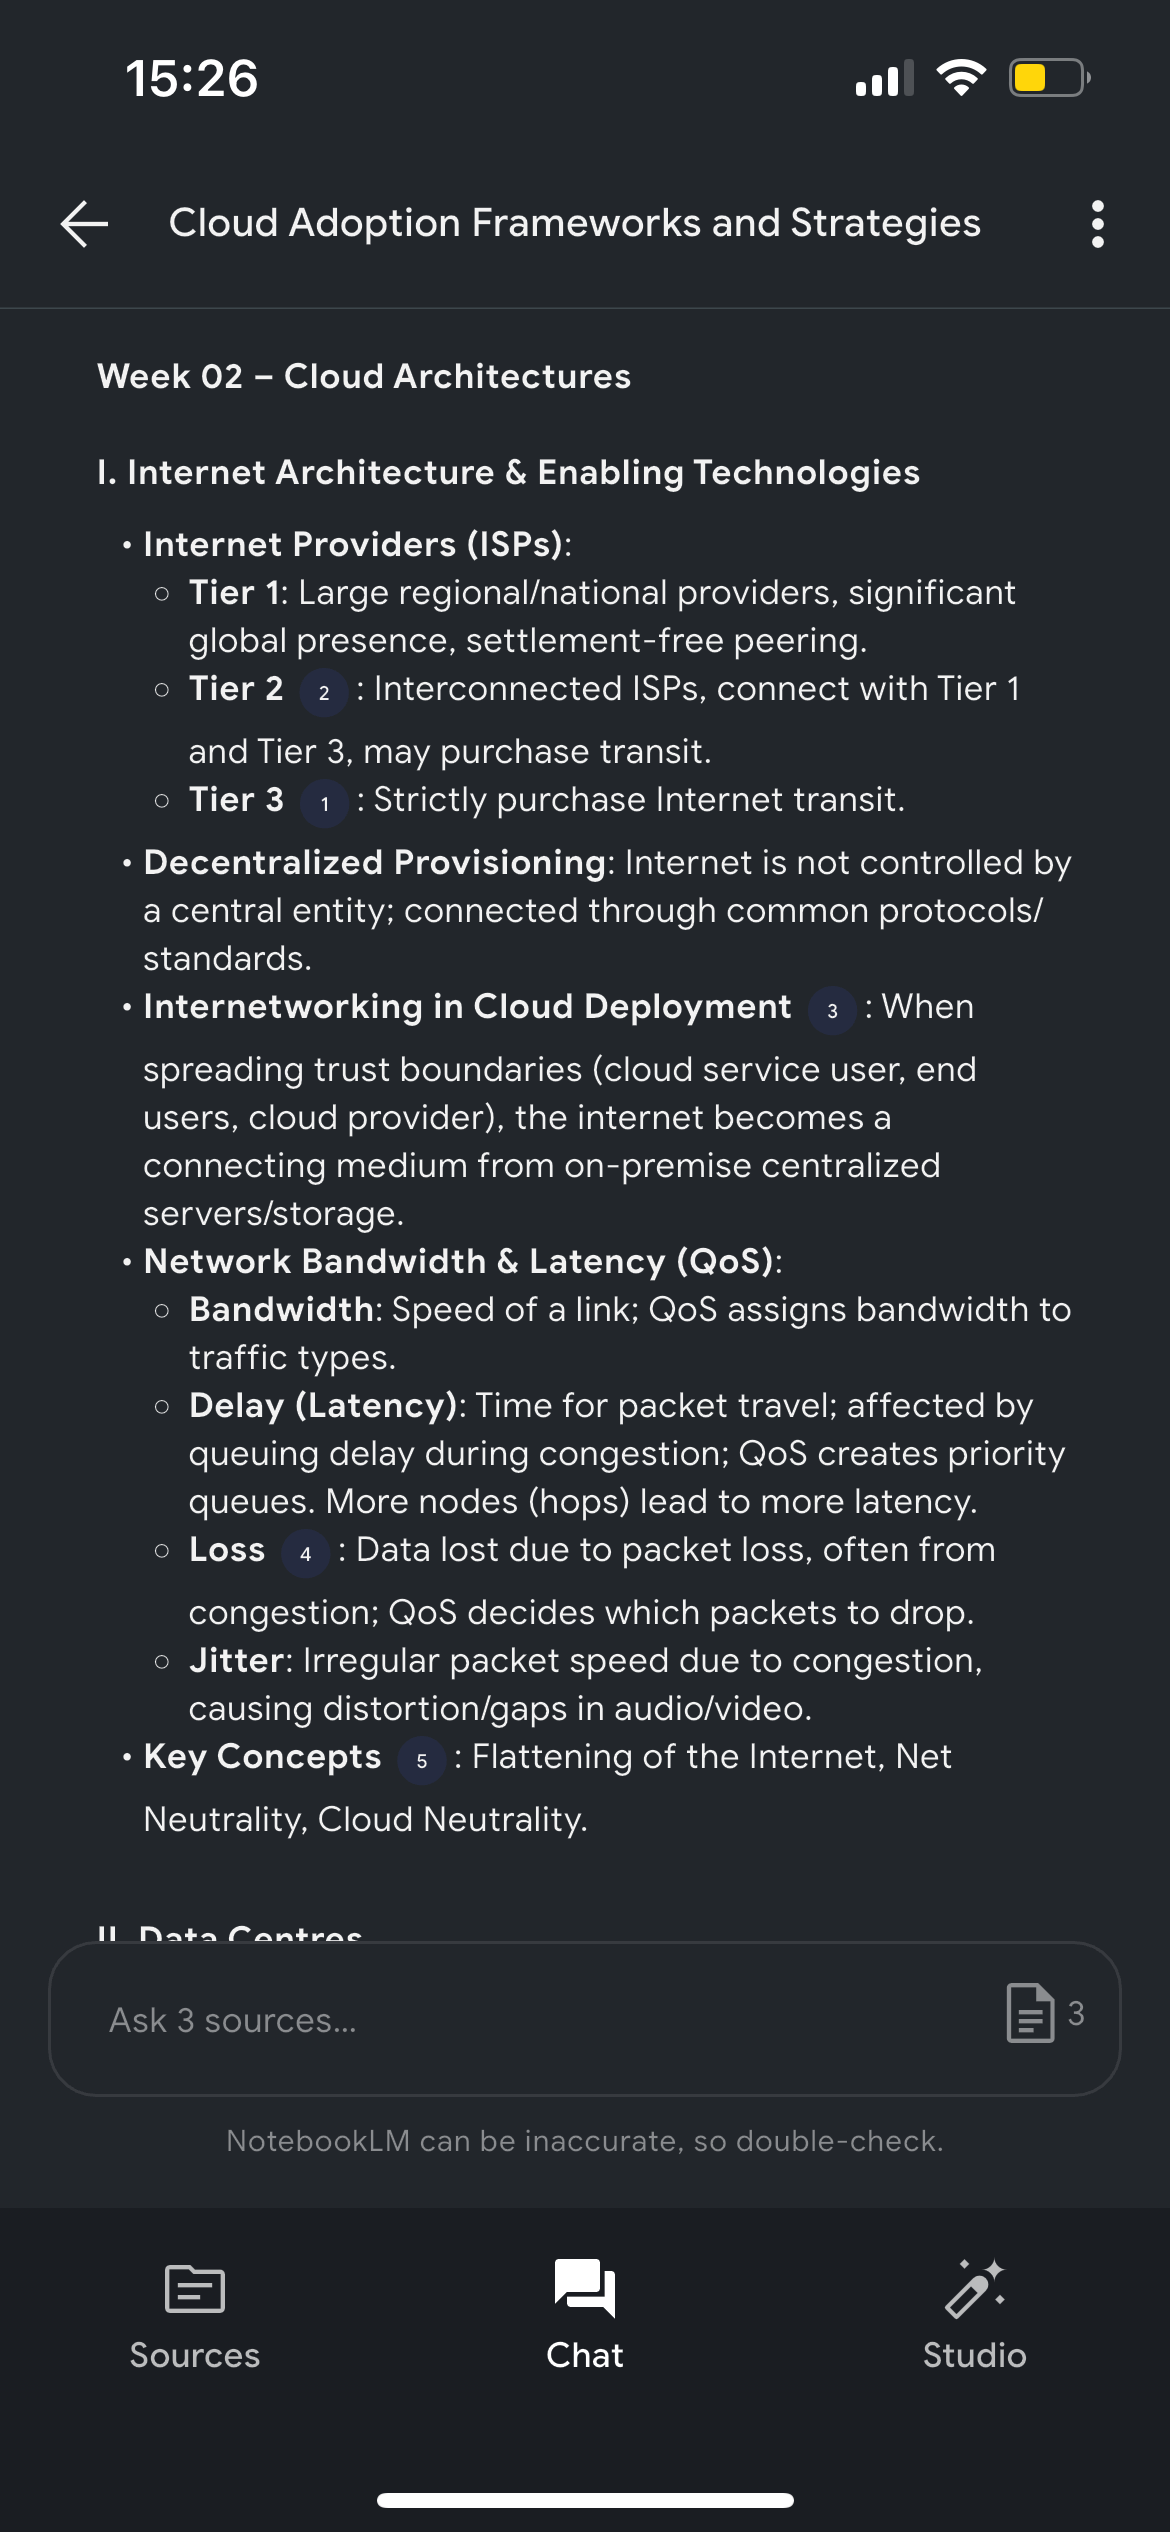 15:26
Cloud Adoption Frameworks and Strategies
Week 02 – Cloud Architectures
I. Internet Architecture & Enabling Technologies
• Internet Providers (ISPs):
○ Tier 1: Large regional/national providers, significant
global presence, settlement-free peering.
○ Tier 2 2 : Interconnected ISPs, connect with Tier 1
and Tier 3, may purchase transit.
○ Tier 3 1 : Strictly purchase Internet transit.
• Decentralized Provisioning: Internet is not controlled by
a central entity; connected through common protocols/
standards.
• Internetworking in Cloud Deployment 3 : When
spreading trust boundaries (cloud service user, end
users, cloud provider), the internet becomes a
connecting medium from on-premise centralized
servers/storage.
• Network Bandwidth & Latency (QoS):
○ Bandwidth: Speed of a link; QoS assigns bandwidth to
traffic types.
○ Delay (Latency): Time for packet travel; affected by
queuing delay during congestion; QoS creates priority
queues. More nodes (hops) lead to more latency.
○ Loss 4 : Data lost due to packet loss, often from
congestion; QoS decides which packets to drop.
○ Jitter: Irregular packet speed due to congestion,
causing distortion/gaps in audio/video.
• Key Concepts 5 : Flattening of the Internet, Net
Neutrality, Cloud Neutrality.
II. Data Centres
Ask 3 sources...
3
NotebookLM can be inaccurate, so double-check.
Sources
Chat
Studio